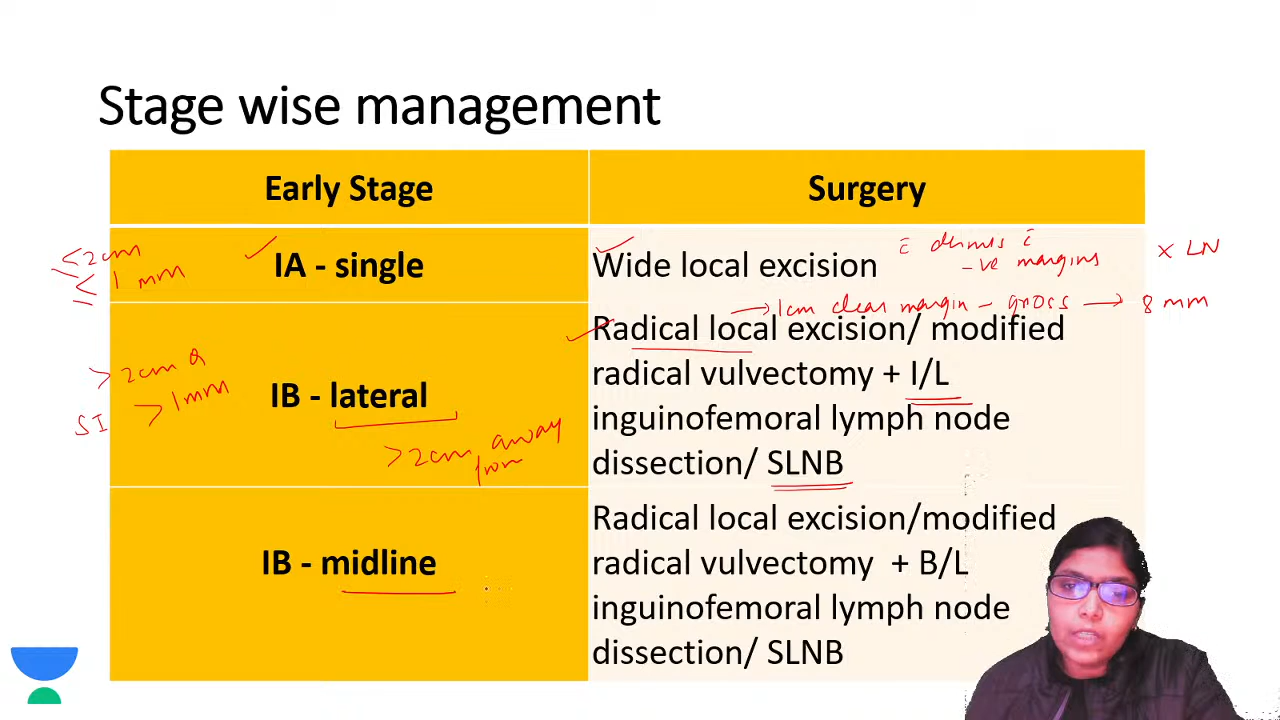 Stage wise management
Early Stage
Surgery
≤2cm
≤ 1 mm
IA - single
Wide local excision
-ve margins
× LN
→ 1cm clear margin - gross → 8 mm
>2cm
SI >1mm
IB - lateral
>2cm away
from
Radical local excision/ modified
radical vulvectomy + I/L
inguinofemoral lymph node
dissection/ SLNB
IB - midline
Radical local excision/modified
radical vulvectomy + B/L
inguinofemoral lymph node
dissection/ SLNB